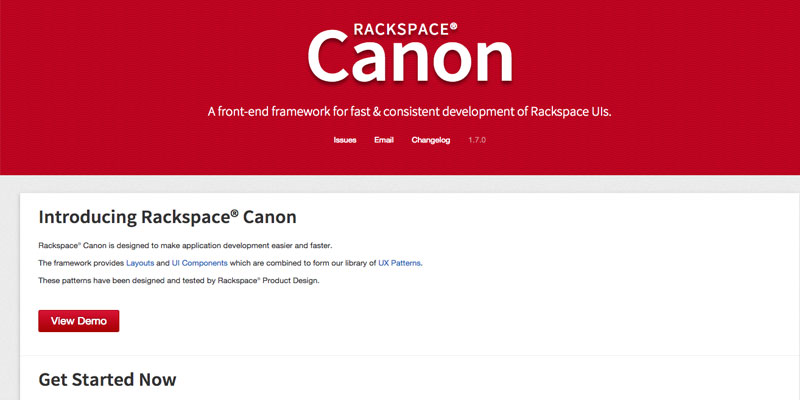 RACKSPACE®
Canon
A front-end framework for fast & consistent development of Rackspace UIs.
Issues Email Changelog 1.7.0
Introducing Rackspace® Canon
Rackspace® Canon is designed to make application development easier and faster.
The framework provides Layouts and UI Components which are combined to form our library of UX Patterns.
These patterns have been designed and tested by Rackspace® Product Design.
View Demo
Get Started Now